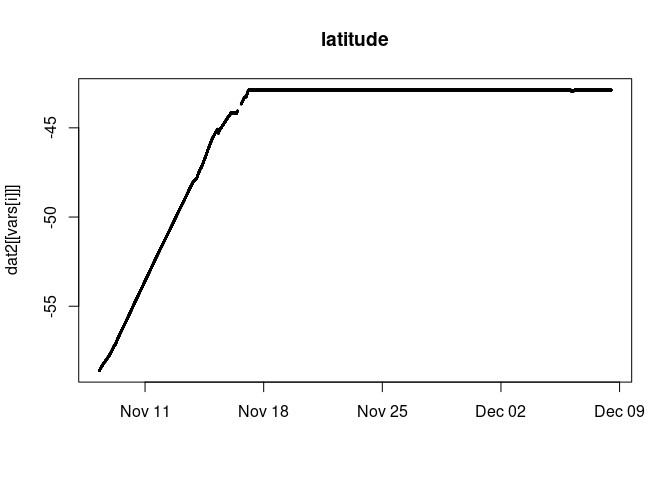 latitude
dat2[[vars[i]]]
-45
-50
-55
Nov 11
Nov 18
Nov 25
Dec 02
Dec 09